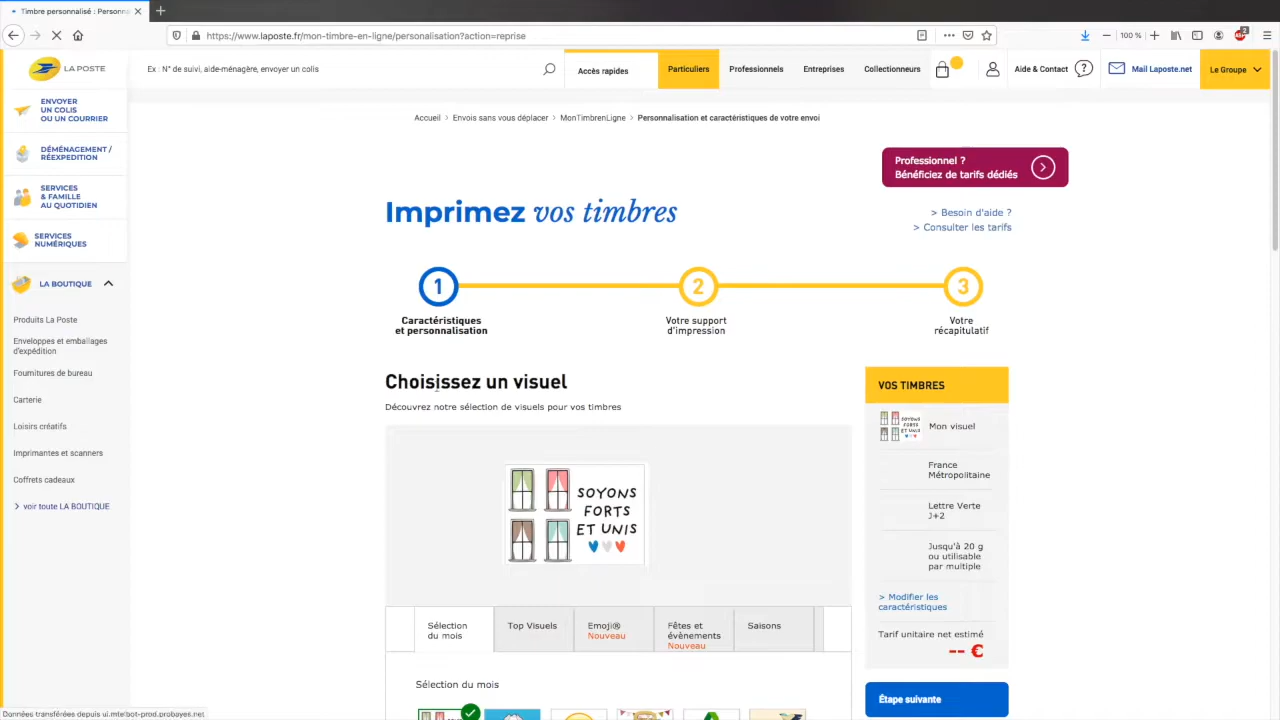 Timbre personnalisé : Personna
https://www.laposte.fr/mon-timbre-en-ligne/personalisation?action=reprise
100 %
LA POSTE
Ex : N° de suivi, aide-ménagère, envoyer un colis
Accès rapides
Particuliers
Professionnels
Entreprises
Collectionneurs
Aide & Contact
?
Mail Laposte.net
Le Groupe
ENVOYER
UN COLIS
OU UN COURRIER
DÉMÉNAGEMENT /
RÉEXPEDITION
SERVICES
& FAMILLE
AU QUOTIDIEN
SERVICES
NUMÉRIQUES
LA BOUTIQUE
Produits La Poste
Enveloppes et emballages
d'expédition
Fournitures de bureau
Carterie
Loisirs créatifs
Imprimantes et scanners
Coffrets cadeaux
> voir toute LA BOUTIQUE
Accueil > Envois sans vous déplacer > MonTimbrenLigne > Personnalisation et caractéristiques de votre envoi
Professionnel ?
Bénéficiez de tarifs dédiés
Imprimez vos timbres
> Besoin d'aide ?
> Consulter les tarifs
1
2
3
Caractéristiques
et personnalisation
Votre support
d'impression
Votre
récapitulatif
Choisissez un visuel
Découvrez notre sélection de visuels pour vos timbres
SOYONS
FORTS
ET UNIS
Sélection
du mois
Top Visuels
Emoji®
Nouveau
Fêtes et
évènements
Nouveau
Saisons
Sélection du mois
VOS TIMBRES
SOYONS
FORTS
ET UNIS
Mon visuel
France
Métropolitaine
Lettre Verte
J+2
Jusqu'à 20 g
ou utilisable
par multiple
> Modifier les
caractéristiques
Tarif unitaire net estimé
-- €
Étape suivante
Données transférées depuis ui.mtelbot-prod.probayes.net